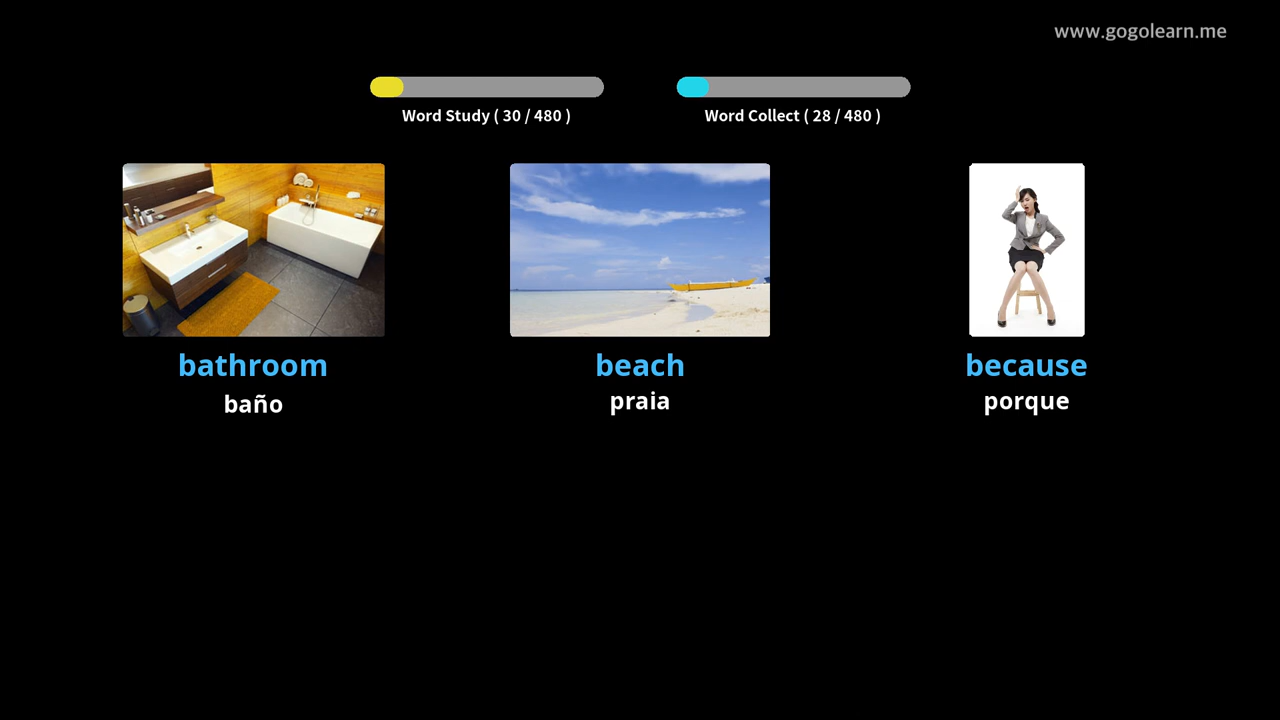 www.gogolearn.me
Word Study ( 30 / 480 )
Word Collect ( 28 / 480 )
bathroom
baño
beach
praia
because
porque